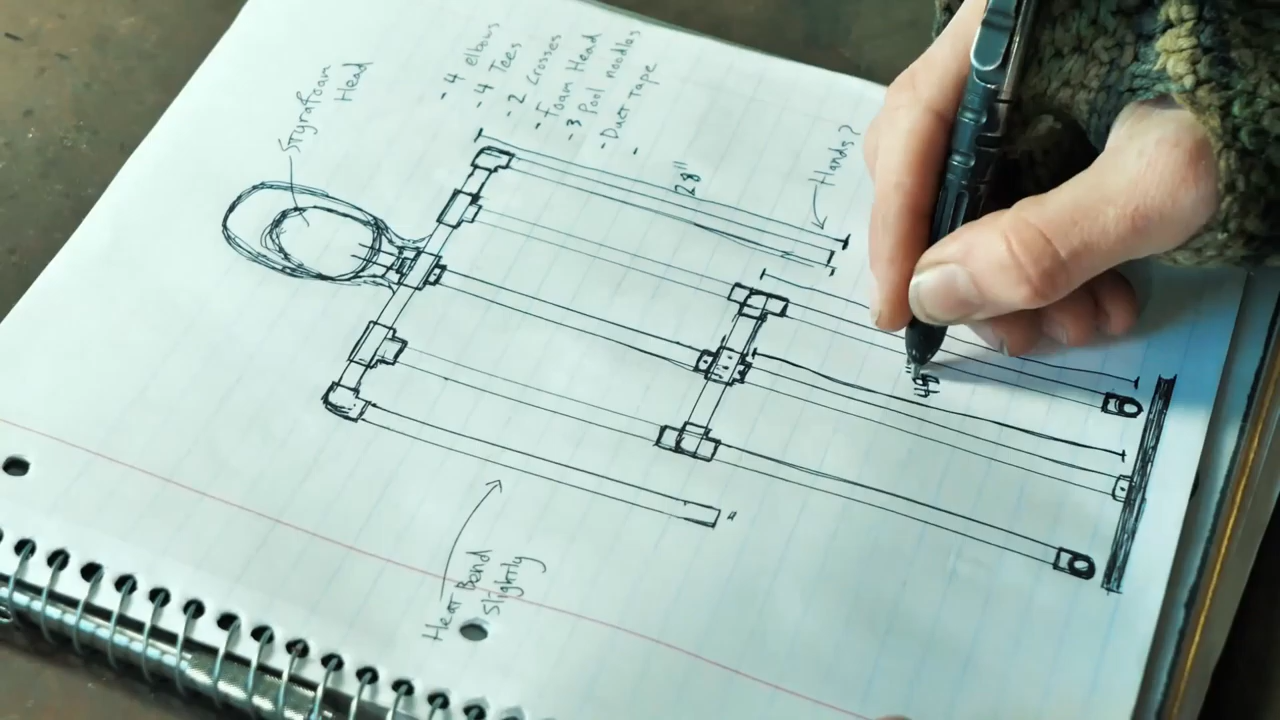 Styrafoam
Head
- 4 elbows
- 4 Tees
- 2 Crosses
- Foam Head
- 3 Pool noodles
- Duct Tape
-
28"
Hands?
48"
Heat Bend
Slightly